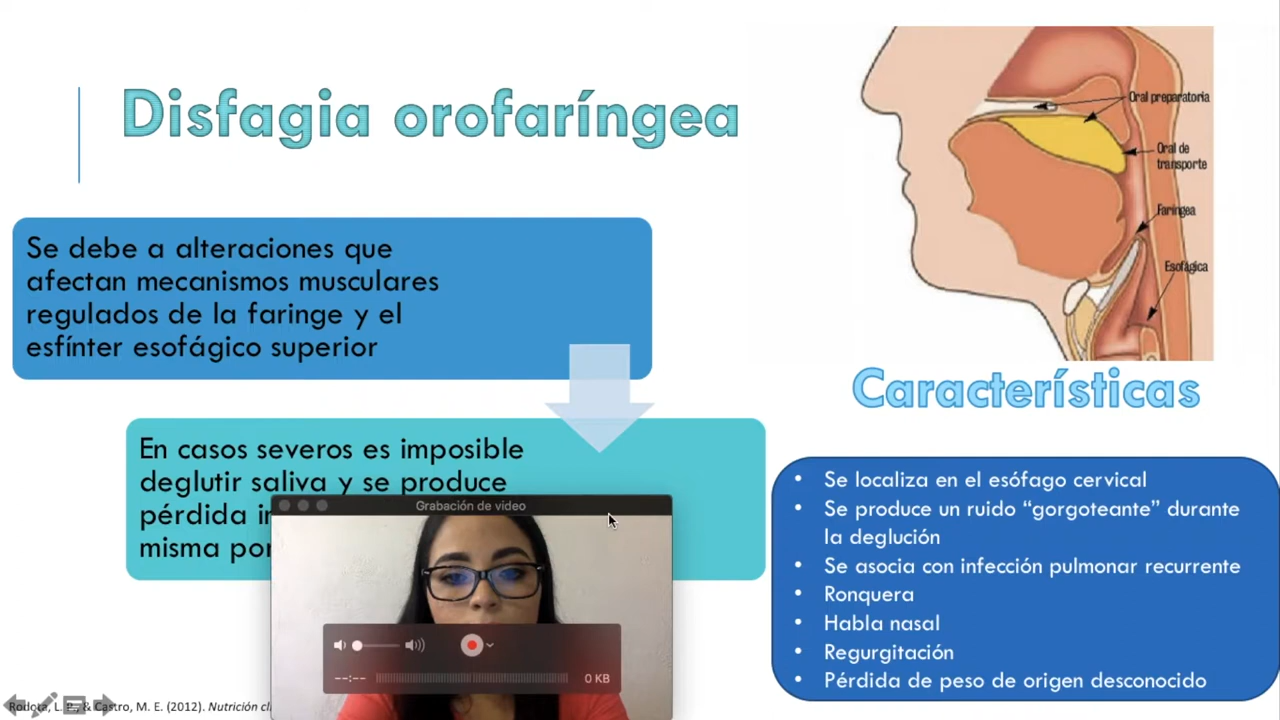 Disfagia orofaríngea
Se debe a alteraciones que
afectan mecanismos musculares
regulados de la faringe y el
esfínter esofágico superior
En casos severos es imposible
deglutir saliva y se produce
pérdida
misma por
Grabación de vídeo
--:--
0 KB
Oral preparatoria
Oral de
transporte
Faríngea
Esofágica
Características
• Se localiza en el esófago cervical
• Se produce un ruido “gorgoteante” durante
la deglución
• Se asocia con infección pulmonar recurrente
• Ronquera
• Habla nasal
• Regurgitación
• Pérdida de peso de origen desconocido
L. & Castro, M. E. (2012). Nutrición